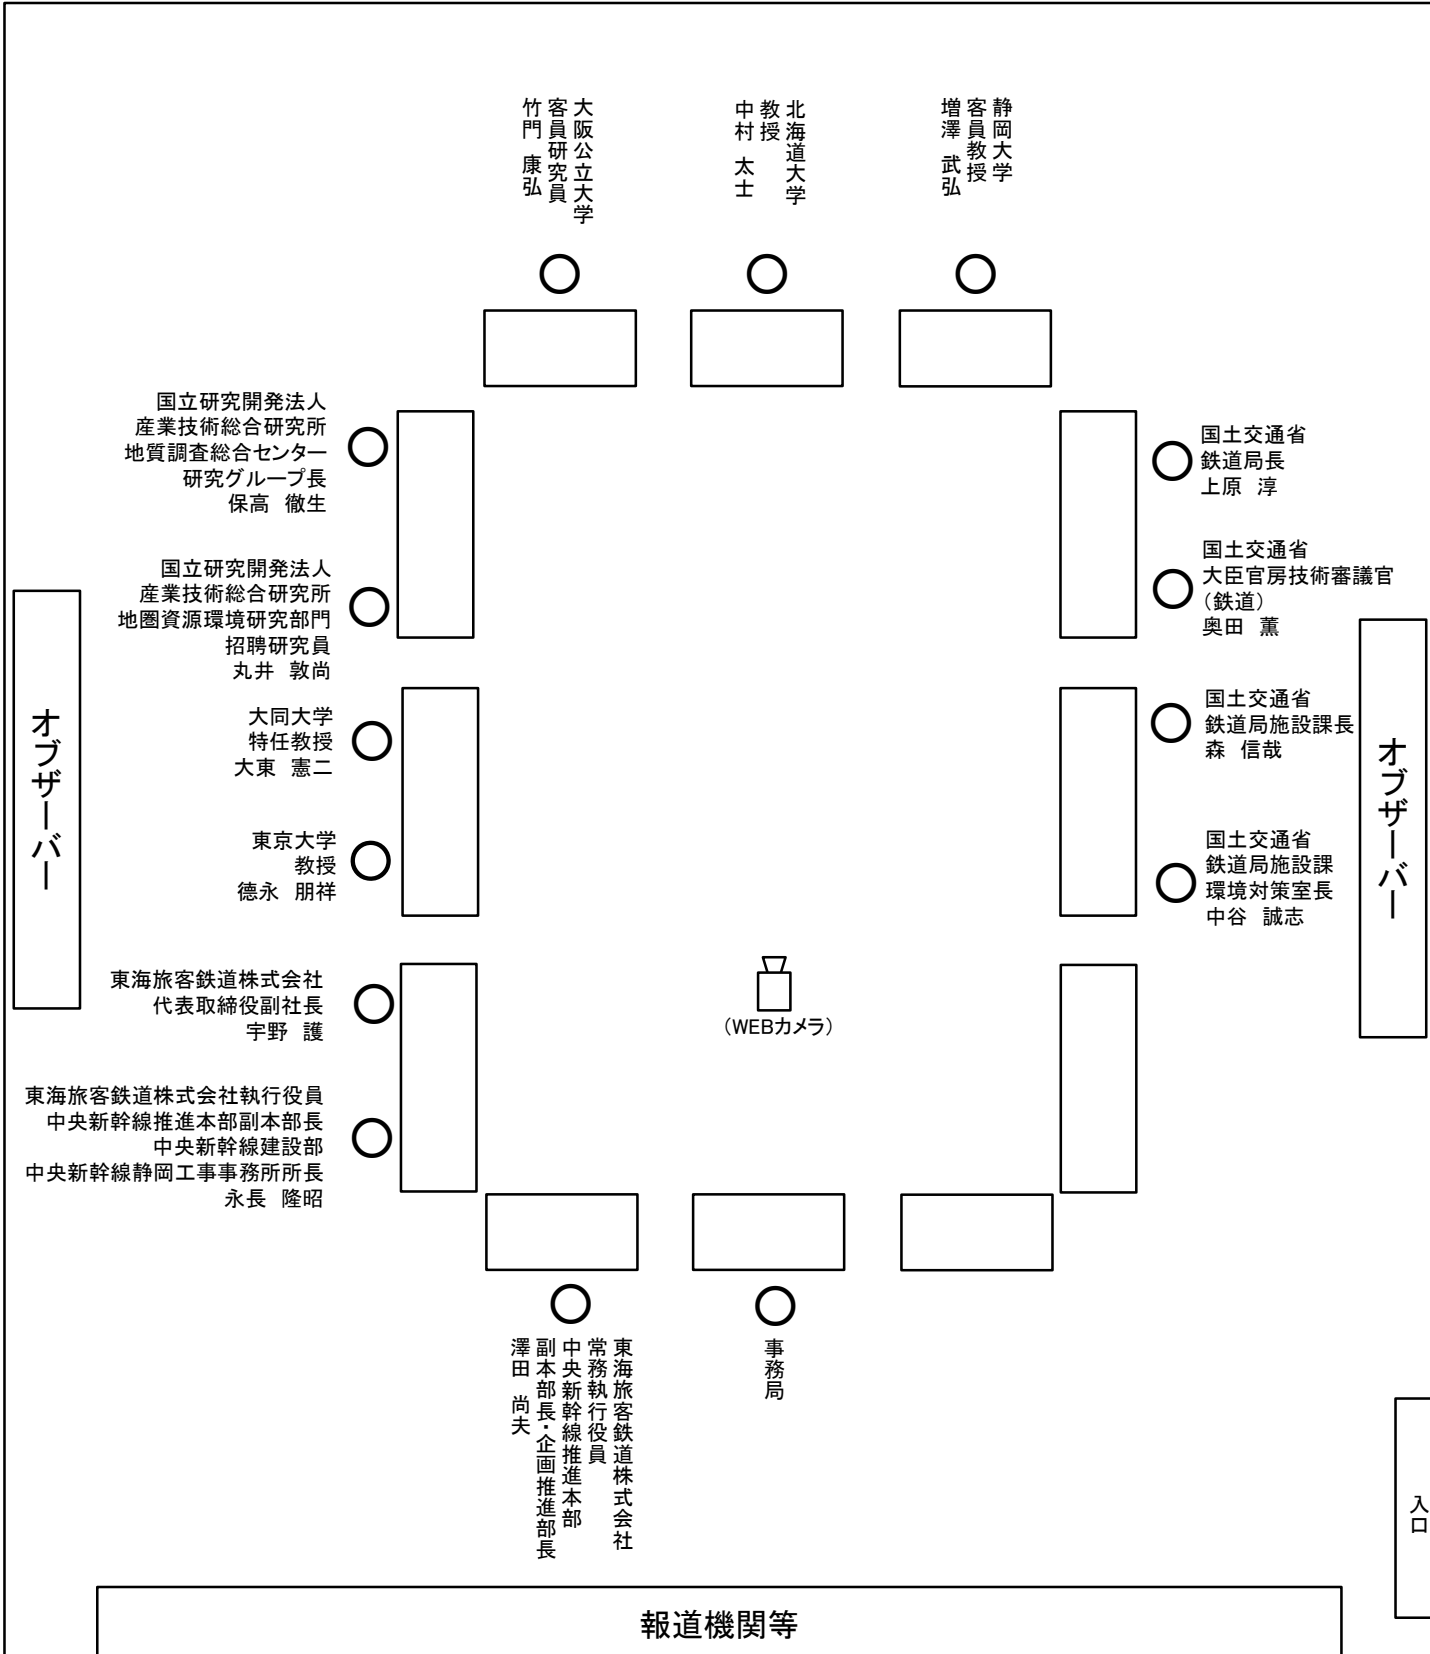 大阪公立大学
客員研究員
竹門 康弘
北海道大学
教授
中村 太士
静岡大学
客員教授
増澤 武弘
国立研究開発法人
産業技術総合研究所
地質調査総合センター
研究グループ長
保高 徹生
国立研究開発法人
産業技術総合研究所
地圏資源環境研究部門
招聘研究員
丸井 敦尚
大同大学
特任教授
大東 憲二
東京大学
教授
德永 朋祥
東海旅客鉄道株式会社
代表取締役副社長
宇野 護
東海旅客鉄道株式会社執行役員
中央新幹線推進本部副本部長
中央新幹線建設部
中央新幹線静岡工事事務所所長
永長 隆昭
国土交通省
鉄道局長
上原 淳
国土交通省
大臣官房技術審議官
（鉄道）
奥田 薫
国土交通省
鉄道局施設課長
森 信哉
国土交通省
鉄道局施設課
環境対策室長
中谷 誠志
オブザーバー
オブザーバー
（WEBカメラ）
東海旅客鉄道株式会社
常務執行役員
中央新幹線推進本部
副本部長・企画推進部長
澤田 尚夫
事務局
入口
報道機関等